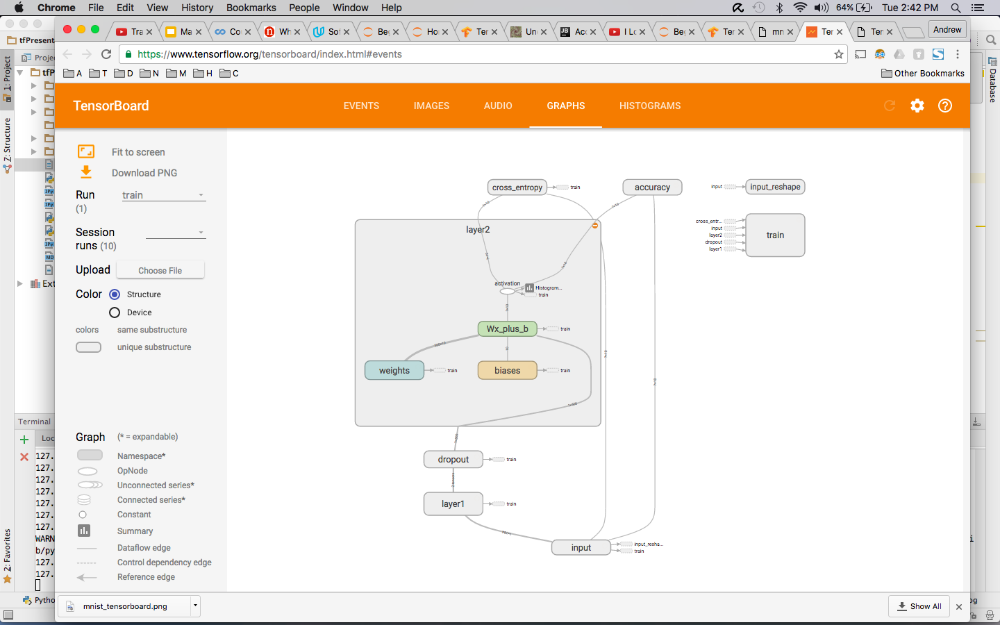 Chrome File Edit View History Bookmarks People Window Help 64% Tue 2:42 PM
Tra Ma Co Wh Sof Beg Ho Ter Und Acc I Lo Beg Ter mn Ter Ter Andrew
https://www.tensorflow.org/tensorboard/index.html#events
A T D N M H C Other Bookmarks
tfPresent
Proje
tfP
Ext
1: Project
Z: Structure
2: Favorites
Database
TensorBoard EVENTS IMAGES AUDIO GRAPHS HISTOGRAMS
Fit to screen
Download PNG
Run train
(1)
Session
runs (10)
Upload Choose File
Color Structure
Device
colors same substructure
unique substructure
Graph (* = expandable)
Namespace*
OpNode
Unconnected series*
Connected series*
Constant
Summary
Dataflow edge
Control dependency edge
Reference edge
cross_entropy train
accuracy
input input_reshape
cross_entr...
input
layer2
dropout
layer1
train
layer2
activation
Histogram...
train
Wx_plus_b train
weights train
biases train
dropout train
layer1 train
input input_resha...
train
Terminal
Loc
127.
127.
127.
127.
127.
127.
127.
WARN
b/py
127.
127.
Pytho
mnist_tensorboard.png Show All